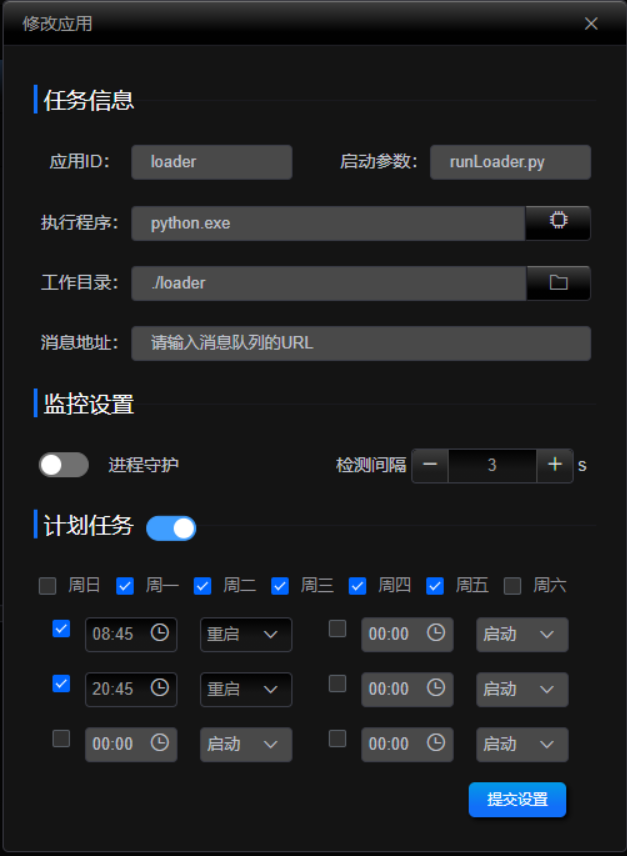 修改应用
任务信息
应用ID： loader 启动参数： runLoader.py
执行程序： python.exe
工作目录： ./loader
消息地址： 请输入消息队列的URL
监控设置
进程守护 检测间隔 − 3 + s
计划任务
周日 周一 周二 周三 周四 周五 周六
08:45 重启 00:00 启动
20:45 重启 00:00 启动
00:00 启动 00:00 启动
提交设置